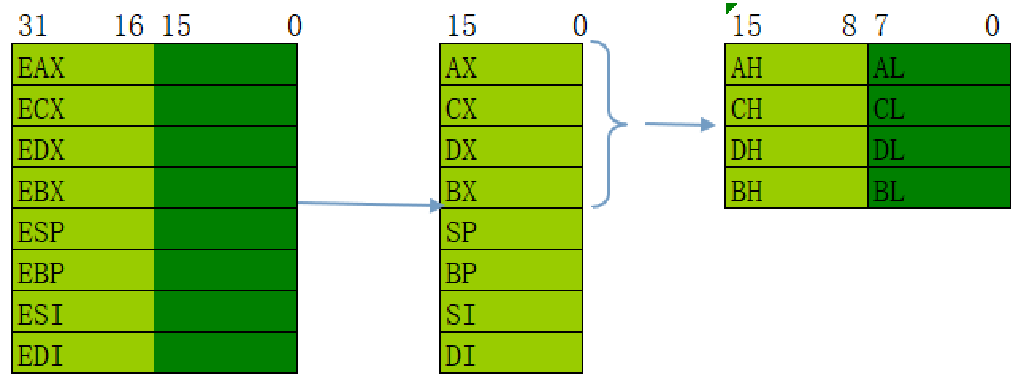 31 16 15 0 15 0 15 8 7 0
EAX AX AH AL
ECX CX CH CL
EDX DX DH DL
EBX BX BH BL
ESP SP
EBP BP
ESI SI
EDI DI